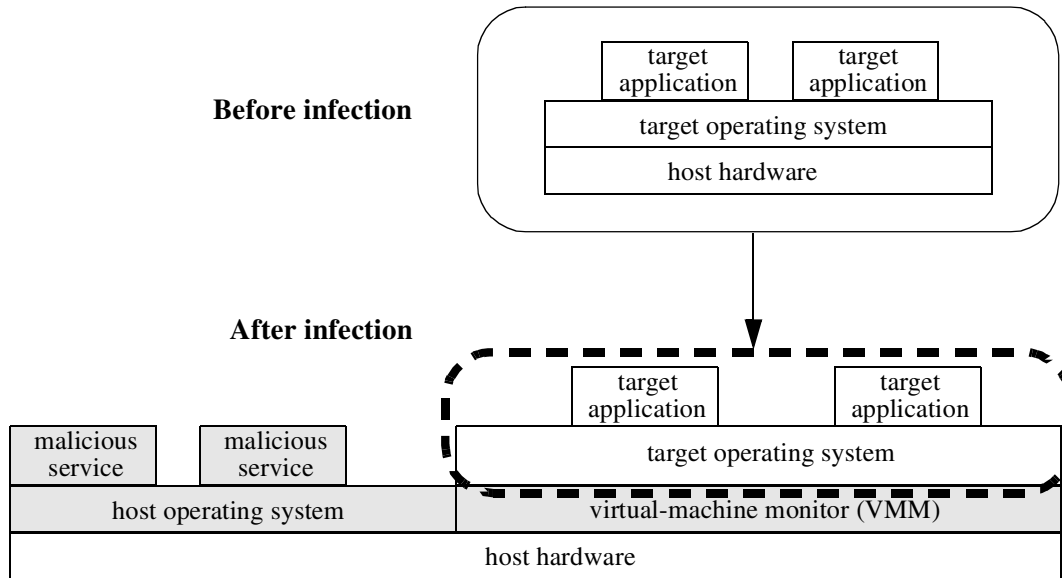 target
application
target
application
Before infection
target operating system
host hardware
After infection
target
application
target
application
malicious
service
malicious
service
target operating system
host operating system
virtual-machine monitor (VMM)
host hardware